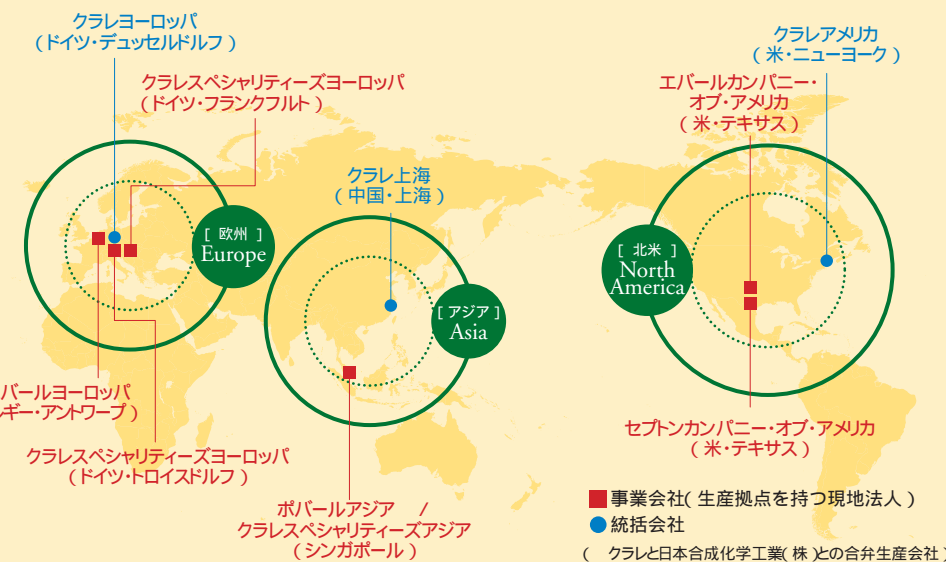 クラレヨーロッパ
（ドイツ・デュッセルドルフ）
クラレスペシャリティーズヨーロッパ
（ドイツ・フランクフルト）
クラレアメリカ
（米・ニューヨーク）
エバールカンパニー・
オブ・アメリカ
（米・テキサス）
クラレ上海
（中国・上海）
［欧州］
Europe
［アジア］
Asia
［北米］
North
America
バールヨーロッパ
ルギー・アントワープ）
クラレスペシャリティーズヨーロッパ
（ドイツ・トロイスドルフ）
ポバールアジア　／
クラレスペシャリティーズアジア
（シンガポール）
セプトンカンパニー・オブ・アメリカ
（米・テキサス）
事業会社（生産拠点を持つ現地法人）
統括会社
（　クラレと日本合成化学工業（株）との合弁生産会社）